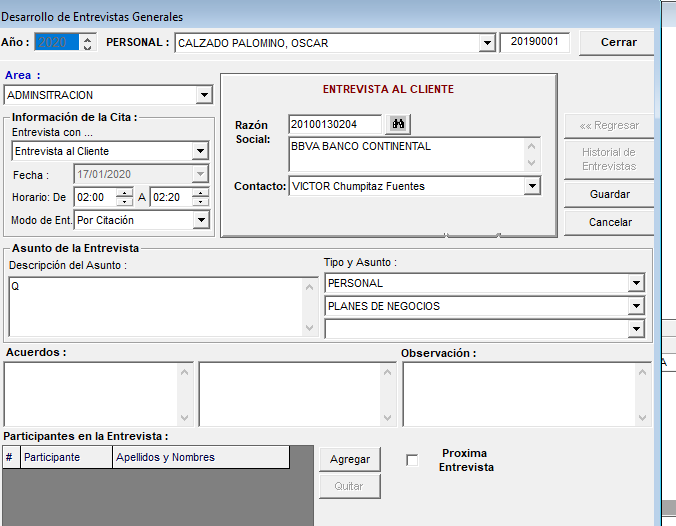 Desarrollo de Entrevistas Generales
Año : 2020 PERSONAL : CALZADO PALOMINO, OSCAR 20190001 Cerrar
Area :
ADMINSITRACION
Información de la Cita :
Entrevista con ...
Entrevista al Cliente
Fecha : 17/01/2020
Horario: De 02:00 A 02:20
Modo de Ent. Por Citación
ENTREVISTA AL CLIENTE
Razón Social: 20100130204
BBVA BANCO CONTINENTAL
Contacto: VICTOR Chumpitaz Fuentes
<< Regresar
Historial de
Entrevistas
Guardar
Cancelar
Asunto de la Entrevista
Descripción del Asunto :
Q
Tipo y Asunto :
PERSONAL
PLANES DE NEGOCIOS
Acuerdos :
Observación :
Participantes en la Entrevista :
# Participante Apellidos y Nombres
Agregar
Quitar
Proxima
Entrevista
A